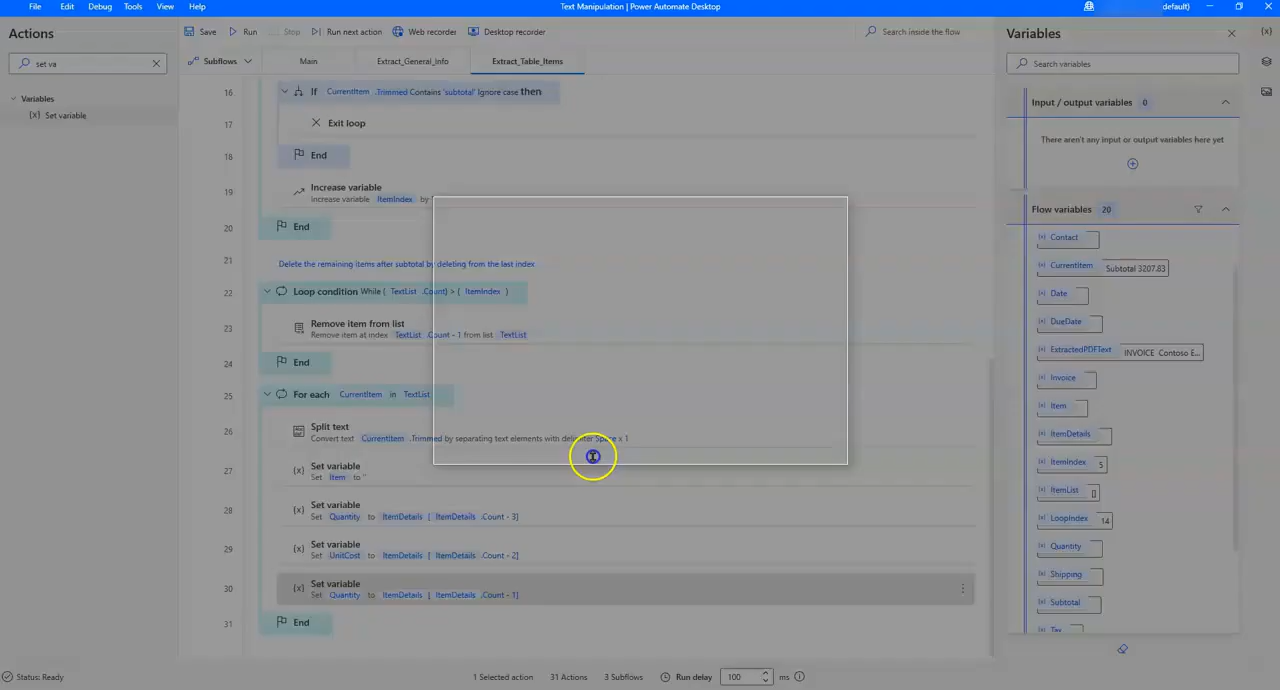 File Edit Debug Tools View Help
Text Manipulation | Power Automate Desktop
default)
Actions
set va
Variables
Set variable
Save Run Stop Run next action Web recorder Desktop recorder
Search inside the flow
Subflows Main Extract_General_Info Extract_Table_Items
16 If CurrentItem .Trimmed Contains 'subtotal' Ignore case then
17 Exit loop
18 End
19 Increase variable
Increase variable ItemIndex by
20 End
21 Delete the remaining items after subtotal by deleting from the last index
22 Loop condition While ( TextList .Count) > ( ItemIndex )
23 Remove item from list
Remove item at index TextList .Count - 1 from list TextList
24 End
25 For each CurrentItem in TextList
26 Split text
Convert text CurrentItem .Trimmed by separating text elements with delimiter Space x 1
27 Set variable
Set Item to ''
28 Set variable
Set Quantity to ItemDetails [ ItemDetails .Count - 3]
29 Set variable
Set UnitCost to ItemDetails [ ItemDetails .Count - 2]
30 Set variable
Set Quantity to ItemDetails [ ItemDetails .Count - 1]
31 End
Variables
{x}
Search variables
Input / output variables 0
There aren't any input or output variables here yet
Flow variables 20
Contact
CurrentItem Subtotal 3207.83
Date
DueDate
ExtractedPDFText INVOICE Contoso E...
Invoice
Item
ItemDetails
ItemIndex 5
ItemList []
LoopIndex 14
Quantity
Shipping
Subtotal
Tax
Status: Ready
1 Selected action 31 Actions 3 Subflows Run delay 100 ms